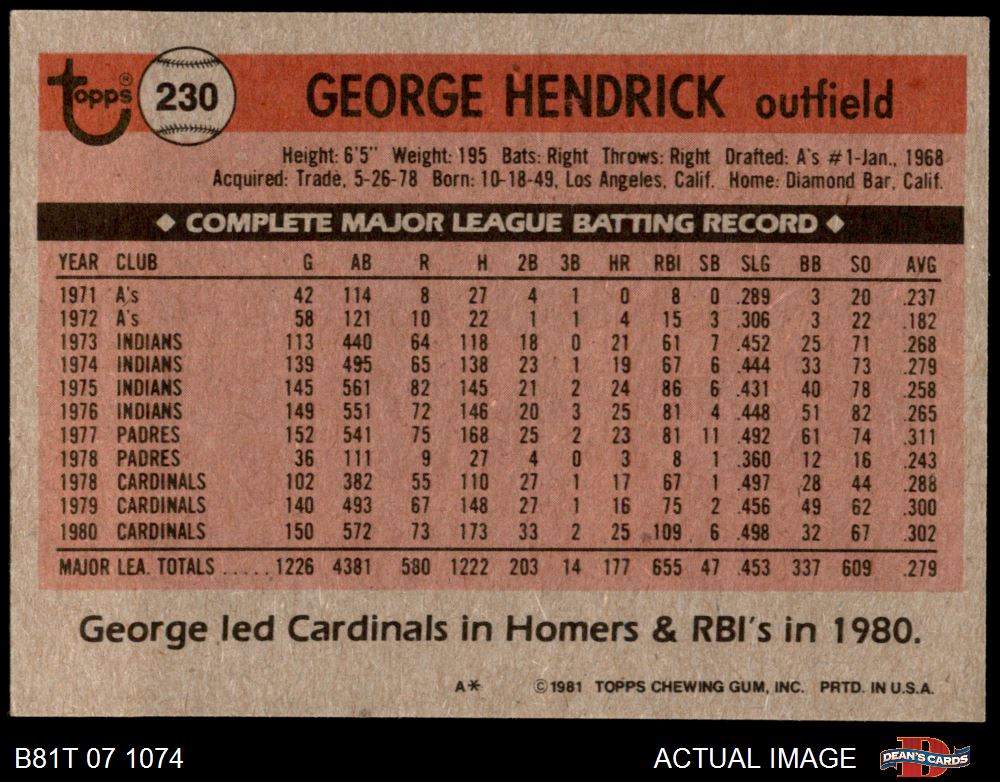 topps® 230 GEORGE HENDRICK outfield
Height: 6'5" Weight: 195 Bats: Right Throws: Right Drafted: A's #1-Jan., 1968
Acquired: Trade, 5-26-78 Born: 10-18-49, Los Angeles, Calif. Home: Diamond Bar, Calif.
◆ COMPLETE MAJOR LEAGUE BATTING RECORD ◆
YEAR CLUB G AB R H 2B 3B HR RBI SB SLG BB SO AVG
1971 A's 42 114 8 27 4 1 0 8 0 .289 3 20 .237
1972 A's 58 121 10 22 1 1 4 15 3 .306 3 22 .182
1973 INDIANS 113 440 64 118 18 0 21 61 7 .452 25 71 .268
1974 INDIANS 139 495 65 138 23 1 19 67 6 .444 33 73 .279
1975 INDIANS 145 561 82 145 21 2 24 86 6 .431 40 78 .258
1976 INDIANS 149 551 72 146 20 3 25 81 4 .448 51 82 .265
1977 PADRES 152 541 75 168 25 2 23 81 11 .492 61 74 .311
1978 PADRES 36 111 9 27 4 0 3 8 1 .360 12 16 .243
1978 CARDINALS 102 382 55 110 27 1 17 67 1 .497 28 44 .288
1979 CARDINALS 140 493 67 148 27 1 16 75 2 .456 49 62 .300
1980 CARDINALS 150 572 73 173 33 2 25 109 6 .498 32 67 .302
MAJOR LEA. TOTALS ..... 1226 4381 580 1222 203 14 177 655 47 .453 337 609 .279
George led Cardinals in Homers & RBI's in 1980.
A* ©1981 TOPPS CHEWING GUM, INC. PRTD. IN U.S.A.
B81T 07 1074 ACTUAL IMAGE DEAN'S CARDS